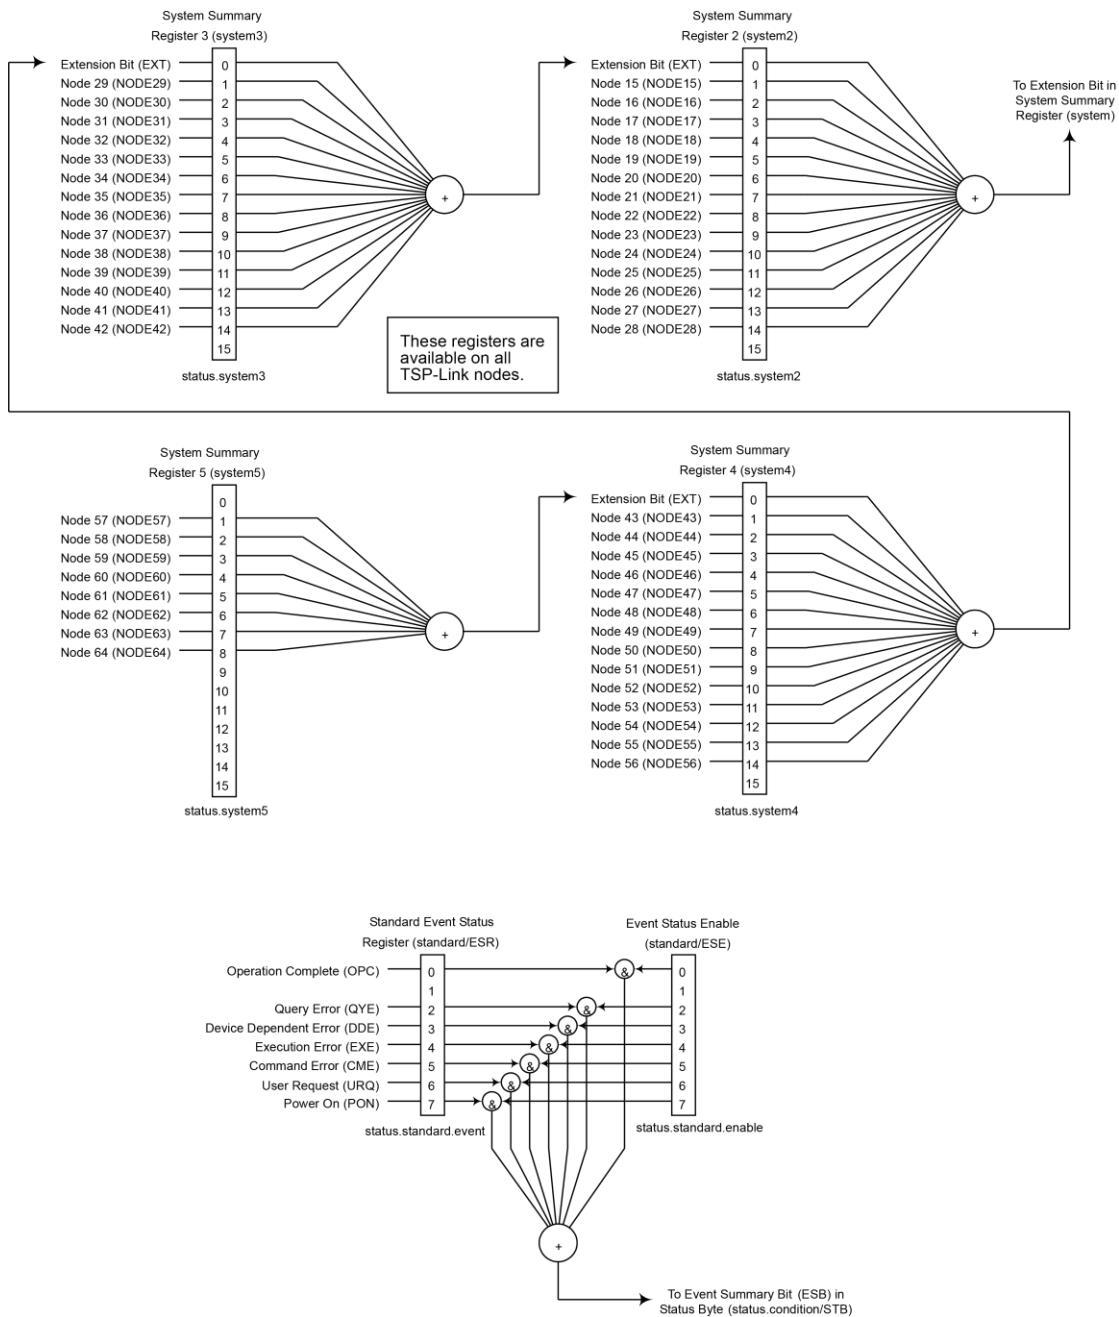 System Summary
Register 3 (system3)
Extension Bit (EXT) 0
Node 29 (NODE29) 1
Node 30 (NODE30) 2
Node 31 (NODE31) 3
Node 32 (NODE32) 4
Node 33 (NODE33) 5
Node 34 (NODE34) 6
Node 35 (NODE35) 7
Node 36 (NODE36) 8
Node 37 (NODE37) 9
Node 38 (NODE38) 10
Node 39 (NODE39) 11
Node 40 (NODE40) 12
Node 41 (NODE41) 13
Node 42 (NODE42) 14
15
status.system3
+
System Summary
Register 2 (system2)
Extension Bit (EXT) 0
Node 15 (NODE15) 1
Node 16 (NODE16) 2
Node 17 (NODE17) 3
Node 18 (NODE18) 4
Node 19 (NODE19) 5
Node 20 (NODE20) 6
Node 21 (NODE21) 7
Node 22 (NODE22) 8
Node 23 (NODE23) 9
Node 24 (NODE24) 10
Node 25 (NODE25) 11
Node 26 (NODE26) 12
Node 27 (NODE27) 13
Node 28 (NODE28) 14
15
status.system2
+
To Extension Bit in
System Summary
Register (system)
These registers are
available on all
TSP-Link nodes.
System Summary
Register 5 (system5)
0
Node 57 (NODE57) 1
Node 58 (NODE58) 2
Node 59 (NODE59) 3
Node 60 (NODE60) 4
Node 61 (NODE61) 5
Node 62 (NODE62) 6
Node 63 (NODE63) 7
Node 64 (NODE64) 8
9
10
11
12
13
14
15
status.system5
+
System Summary
Register 4 (system4)
Extension Bit (EXT) 0
Node 43 (NODE43) 1
Node 44 (NODE44) 2
Node 45 (NODE45) 3
Node 46 (NODE46) 4
Node 47 (NODE47) 5
Node 48 (NODE48) 6
Node 49 (NODE49) 7
Node 50 (NODE50) 8
Node 51 (NODE51) 9
Node 52 (NODE52) 10
Node 53 (NODE53) 11
Node 54 (NODE54) 12
Node 55 (NODE55) 13
Node 56 (NODE56) 14
15
status.system4
+
Standard Event Status
Register (standard/ESR)
Event Status Enable
(standard/ESE)
Operation Complete (OPC) 0 & 0
1 1
Query Error (QYE) 2 & 2
Device Dependent Error (DDE) 3 & 3
Execution Error (EXE) 4 & 4
Command Error (CME) 5 & 5
User Request (URQ) 6 & 6
Power On (PON) 7 & 7
status.standard.event
status.standard.enable
+
To Event Summary Bit (ESB) in
Status Byte (status.condition/STB)